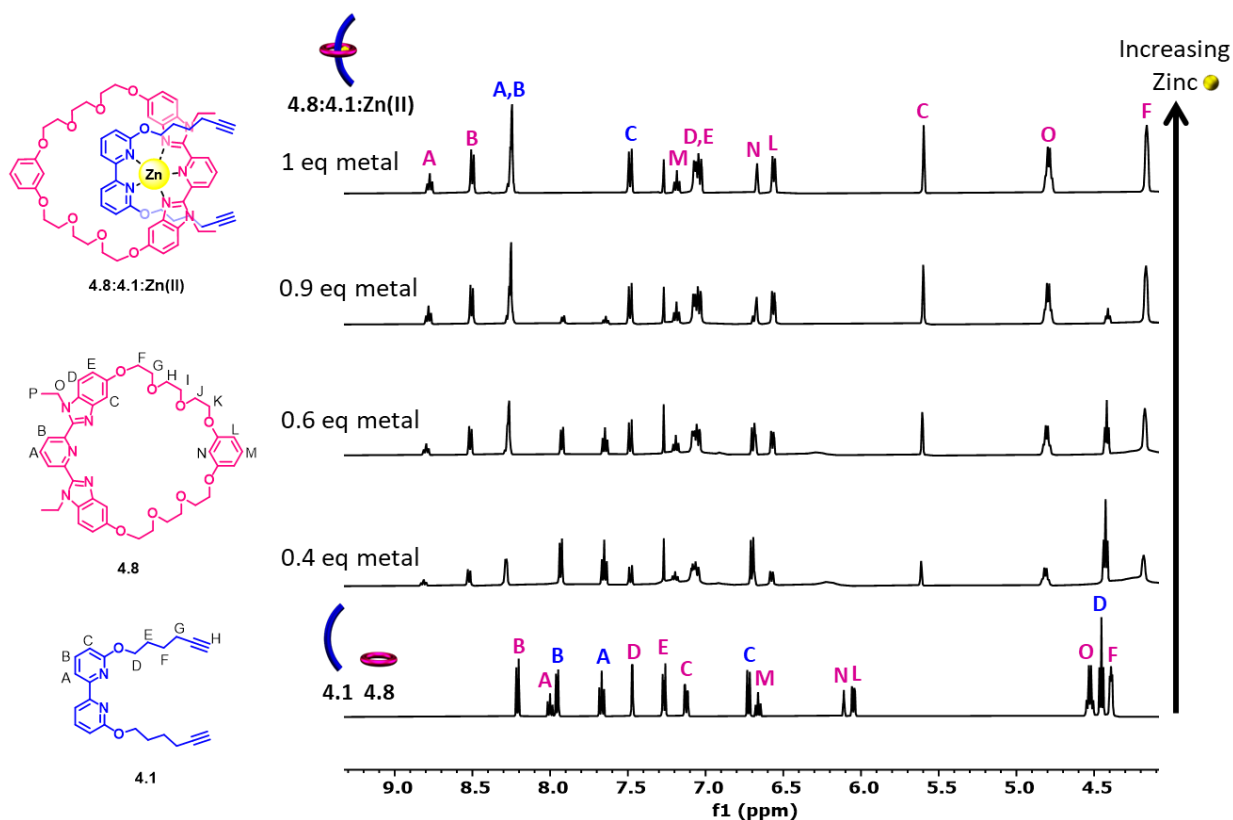 4.8:4.1:Zn(II)
Increasing
Zinc
1 eq metal
A
B
A,B
C
M
D,E
N
L
C
O
F
0.9 eq metal
0.6 eq metal
0.4 eq metal
4.1 4.8
B
A
B
A
D
E
C
C
M
N
L
O
D
F
9.0 8.5 8.0 7.5 7.0 6.5 6.0 5.5 5.0 4.5
f1 (ppm)
O
O
O
O
O
O
O
O
O
O
N
N
N
N
N
N
N
Zn
4.8:4.1:Zn(II)
F
G
H
I
J
K
E
D
C
O
P
B
A
L
M
N
O
O
O
O
O
O
O
O
N
N
N
N
N
4.8
G
H
E
F
D
C
B
A
O
N
N
O
4.1